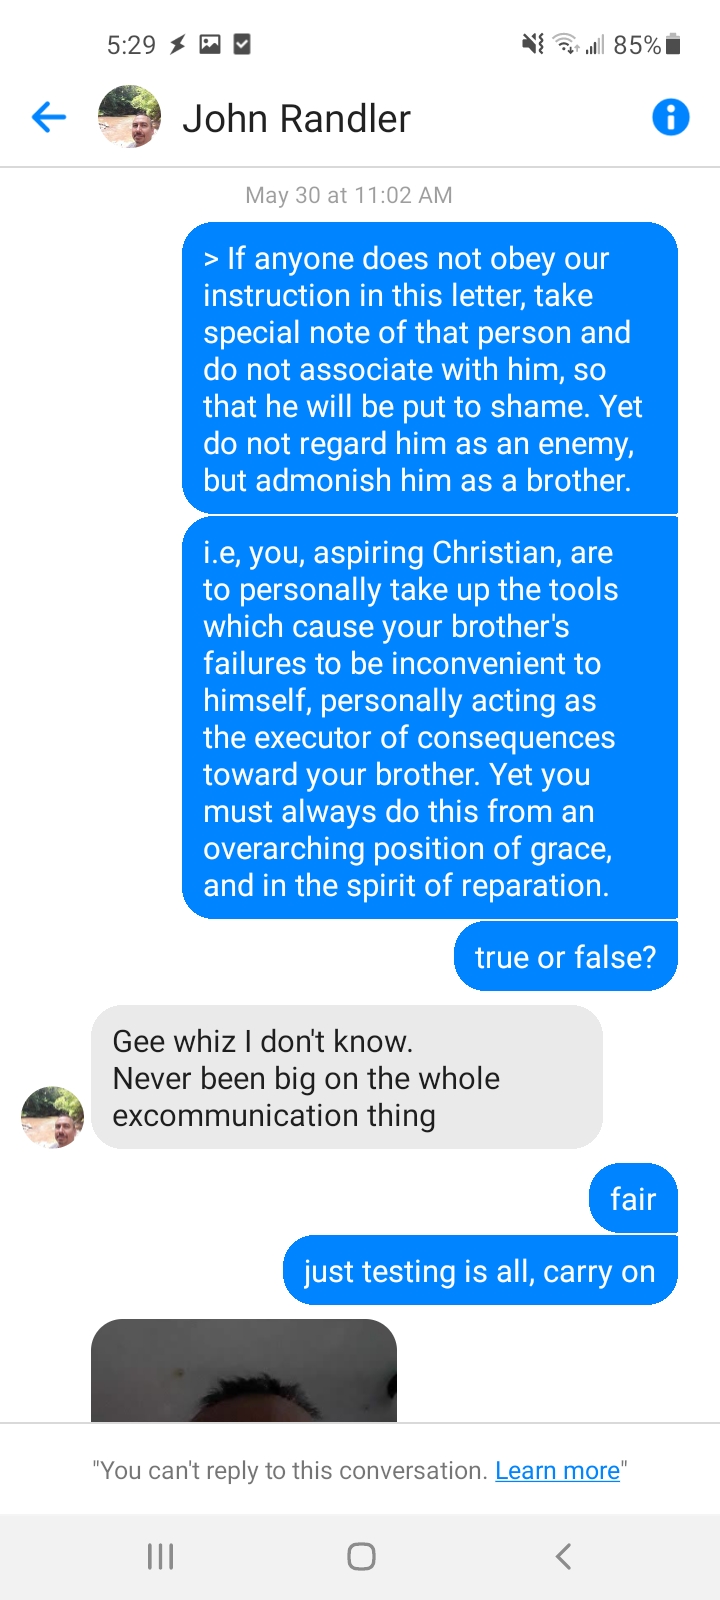 5:29
85%
John Randler
May 30 at 11:02 AM
> If anyone does not obey our
instruction in this letter, take
special note of that person and
do not associate with him, so
that he will be put to shame. Yet
do not regard him as an enemy,
but admonish him as a brother.
i.e, you, aspiring Christian, are
to personally take up the tools
which cause your brother's
failures to be inconvenient to
himself, personally acting as
the executor of consequences
toward your brother. Yet you
must always do this from an
overarching position of grace,
and in the spirit of reparation.
true or false?
Gee whiz I don't know.
Never been big on the whole
excommunication thing
fair
just testing is all, carry on
"You can't reply to this conversation. Learn more"